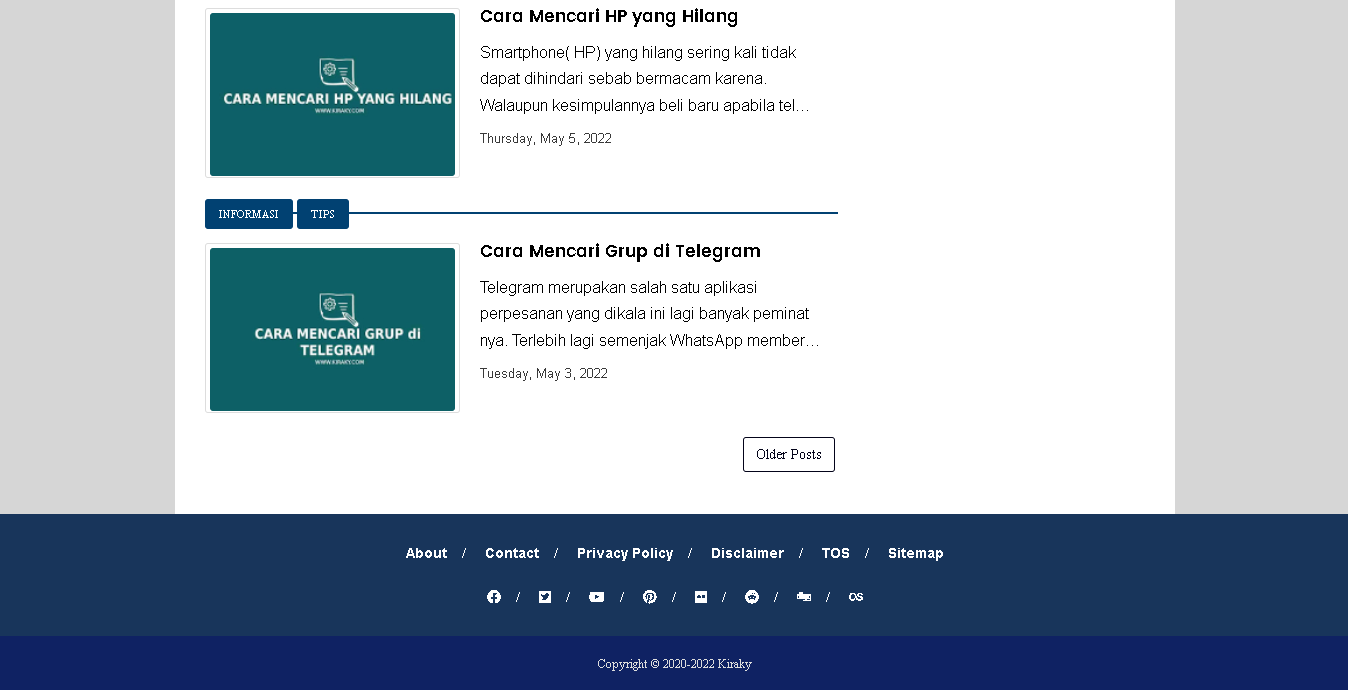 Cara Mencari HP yang Hilang
Smartphone( HP) yang hilang sering kali tidak
dapat dihindari sebab bermacam karena.
Walaupun kesimpulannya beli baru apabila tel…
Thursday, May 5, 2022
CARA MENCARI HP YANG HILANG
WWW.KIRAKY.COM
INFORMASI
TIPS
Cara Mencari Grup di Telegram
Telegram merupakan salah satu aplikasi
perpesanan yang dikala ini lagi banyak peminat
nya. Terlebih lagi semenjak WhatsApp member…
Tuesday, May 3, 2022
CARA MENCARI GRUP di
TELEGRAM
WWW.KIRAKY.COM
Older Posts
About / Contact / Privacy Policy / Disclaimer / TOS / Sitemap
/ / / / / / /
Copyright © 2020-2022 Kiraky